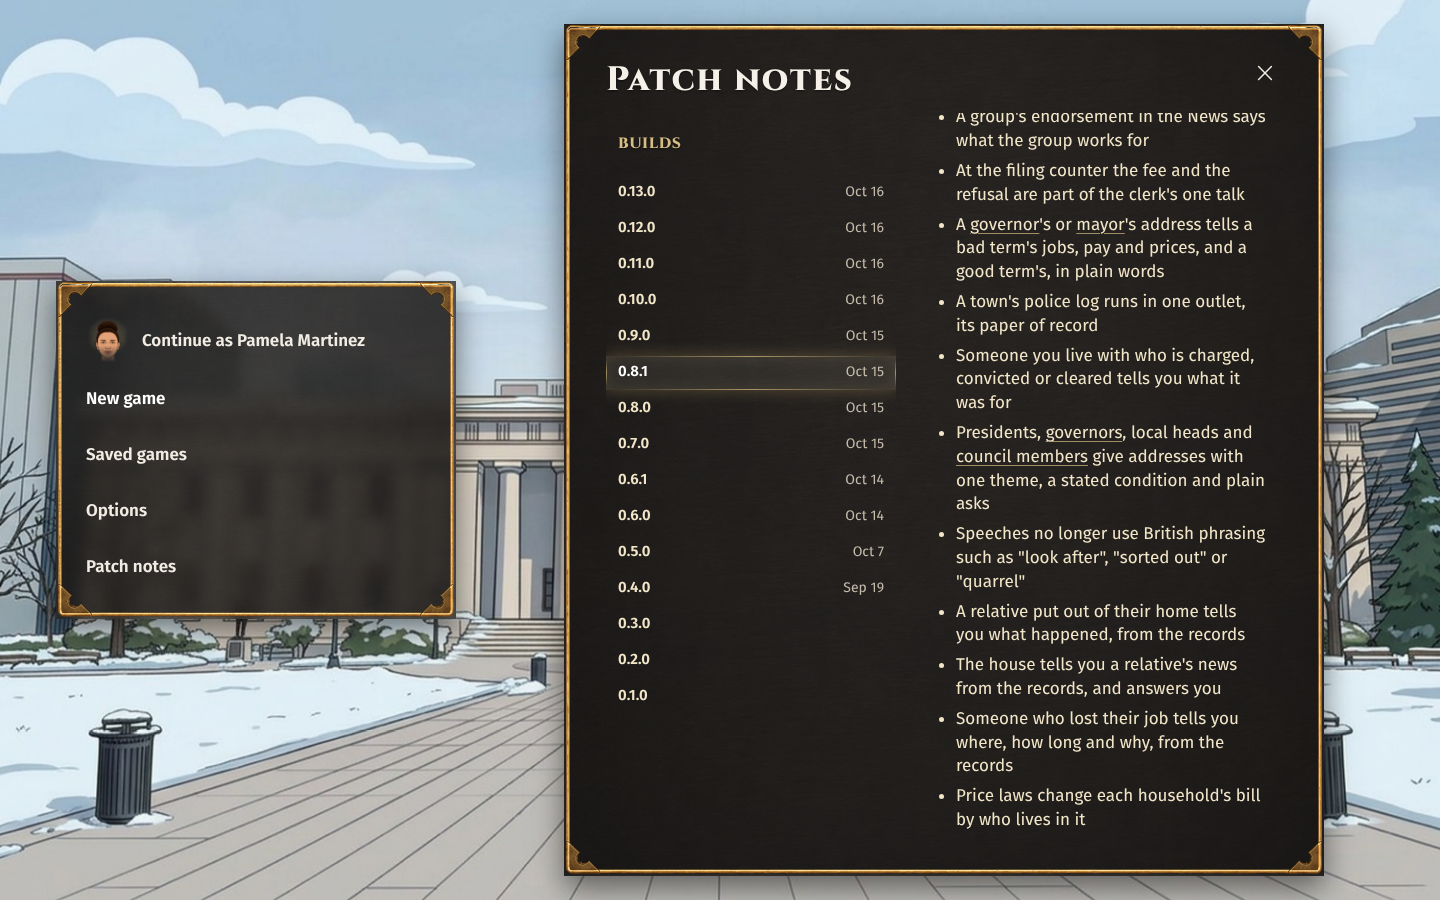 Patch notes
BUILDS
0.13.0 Oct 16
0.12.0 Oct 16
0.11.0 Oct 16
0.10.0 Oct 16
0.9.0 Oct 15
0.8.1 Oct 15
0.8.0 Oct 15
0.7.0 Oct 15
0.6.1 Oct 14
0.6.0 Oct 14
0.5.0 Oct 7
0.4.0 Sep 19
0.3.0
0.2.0
0.1.0
A group's endorsement in the News says
what the group works for
At the filing counter the fee and the
refusal are part of the clerk's one talk
A governor's or mayor's address tells a
bad term's jobs, pay and prices, and a
good term's, in plain words
A town's police log runs in one outlet,
its paper of record
Someone you live with who is charged,
convicted or cleared tells you what it
was for
Presidents, governors, local heads and
council members give addresses with
one theme, a stated condition and plain
asks
Speeches no longer use British phrasing
such as "look after", "sorted out" or
"quarrel"
A relative put out of their home tells
you what happened, from the records
The house tells you a relative's news
from the records, and answers you
Someone who lost their job tells you
where, how long and why, from the
records
Price laws change each household's bill
by who lives in it
Continue as Pamela Martinez
New game
Saved games
Options
Patch notes